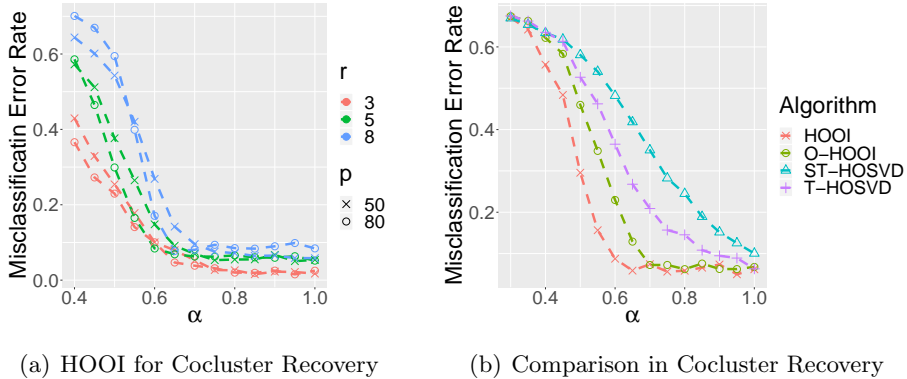 Misclassificatin Error Rate
0.6
0.4
0.2
0.0
0.4 0.6 0.8 1.0
α
r
3
5
8
p
50
80
(a) HOOI for Cocluster Recovery
Misclassification Error Rate
0.6
0.4
0.2
0.4 0.6 0.8 1.0
α
Algorithm
HOOI
O−HOOI
ST−HOSVD
T−HOSVD
(b) Comparison in Cocluster Recovery